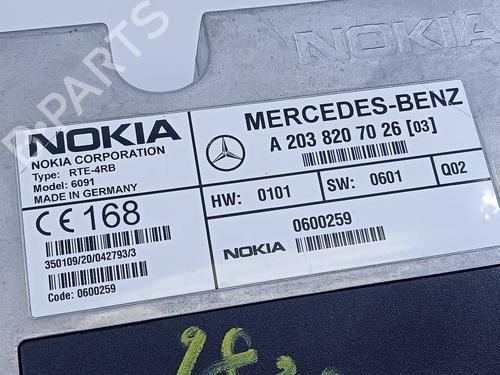 B-PARTS
NOKIA
NOKIA
NOKIA CORPORATION
Type: RTE-4RB
Model: 6091
MADE IN GERMANY
CE 168
350109/20/042793/3
Code: 0600259
MERCEDES-BENZ
A 203 820 70 26 [03]
HW: 0101 SW: 0601 Q02
0600259
NOKIA